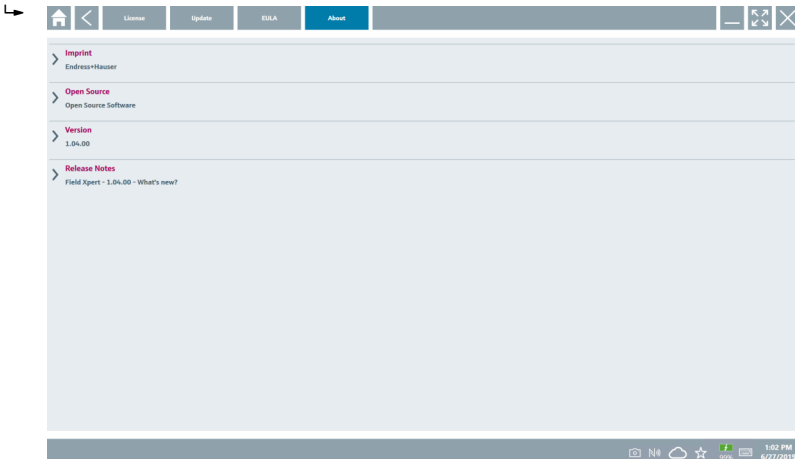 License Update EULA About
Imprint
Endress+Hauser
Open Source
Open Source Software
Version
1.04.00
Release Notes
Field Xpert - 1.04.00 - What's new?
99% 1:02 PM
6/27/2019